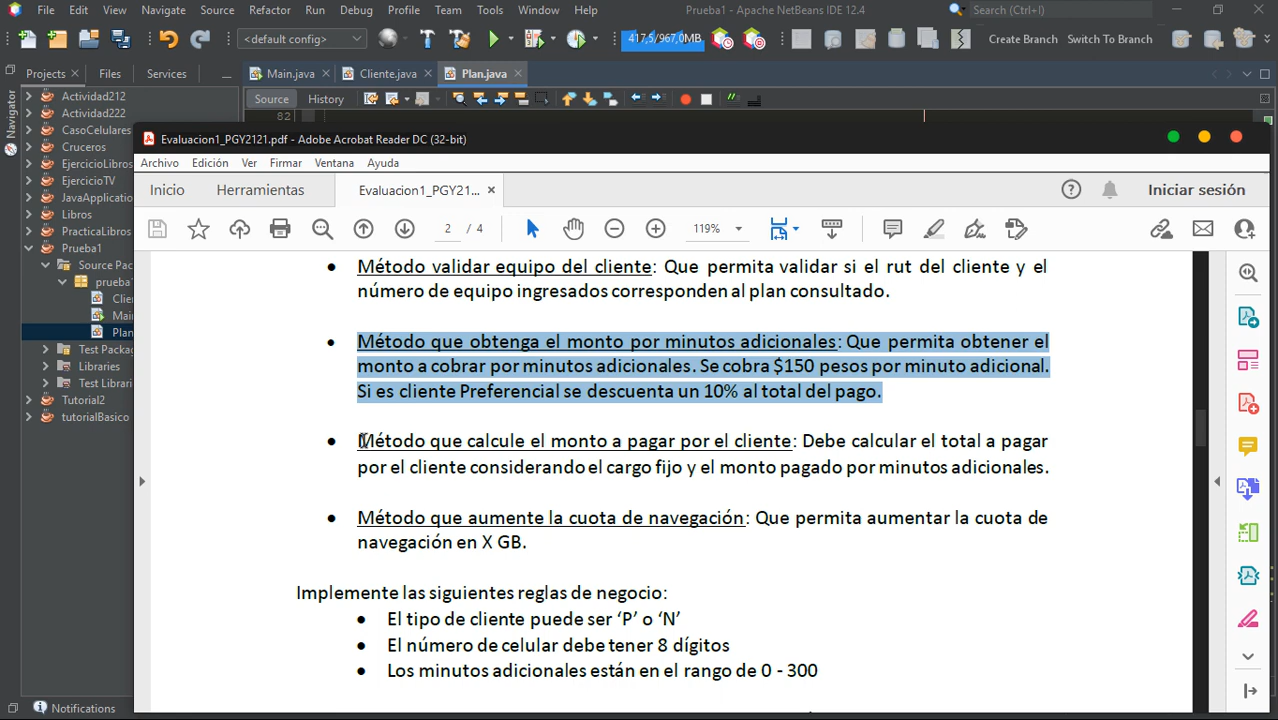 File Edit View Navigate Source Refactor Run Debug Profile Team Tools Window Help Prueba1 - Apache NetBeans IDE 12.4 Search (Ctrl+I)
<default config> 417,5/967,0MB Create Branch Switch To Branch
Projects Files Services Main.java Cliente.java Plan.java
Source History
Navigator
82
Actividad212
Actividad222
CasoCelulares
Cruceros
EjercicioLibros
EjercicioTV
JavaApplicatio
Libros
PracticaLibros
Prueba1
Source Pac
prueba
Clie
Mai
Plan
Test Packag
Libraries
Test Librari
Tutorial2
tutorialBasico
Notifications
Evaluacion1_PGY2121.pdf - Adobe Acrobat Reader DC (32-bit)
Archivo Edición Ver Firmar Ventana Ayuda
Inicio Herramientas Evaluacion1_PGY21... Iniciar sesión
2 / 4 119%
• Método validar equipo del cliente: Que permita validar si el rut del cliente y el
número de equipo ingresados corresponden al plan consultado.
• Método que obtenga el monto por minutos adicionales: Que permita obtener el
monto a cobrar por minutos adicionales. Se cobra $150 pesos por minuto adicional.
Si es cliente Preferencial se descuenta un 10% al total del pago.
• Método que calcule el monto a pagar por el cliente: Debe calcular el total a pagar
por el cliente considerando el cargo fijo y el monto pagado por minutos adicionales.
• Método que aumente la cuota de navegación: Que permita aumentar la cuota de
navegación en X GB.
Implemente las siguientes reglas de negocio:
• El tipo de cliente puede ser ‘P’ o ‘N’
• El número de celular debe tener 8 dígitos
• Los minutos adicionales están en el rango de 0 - 300